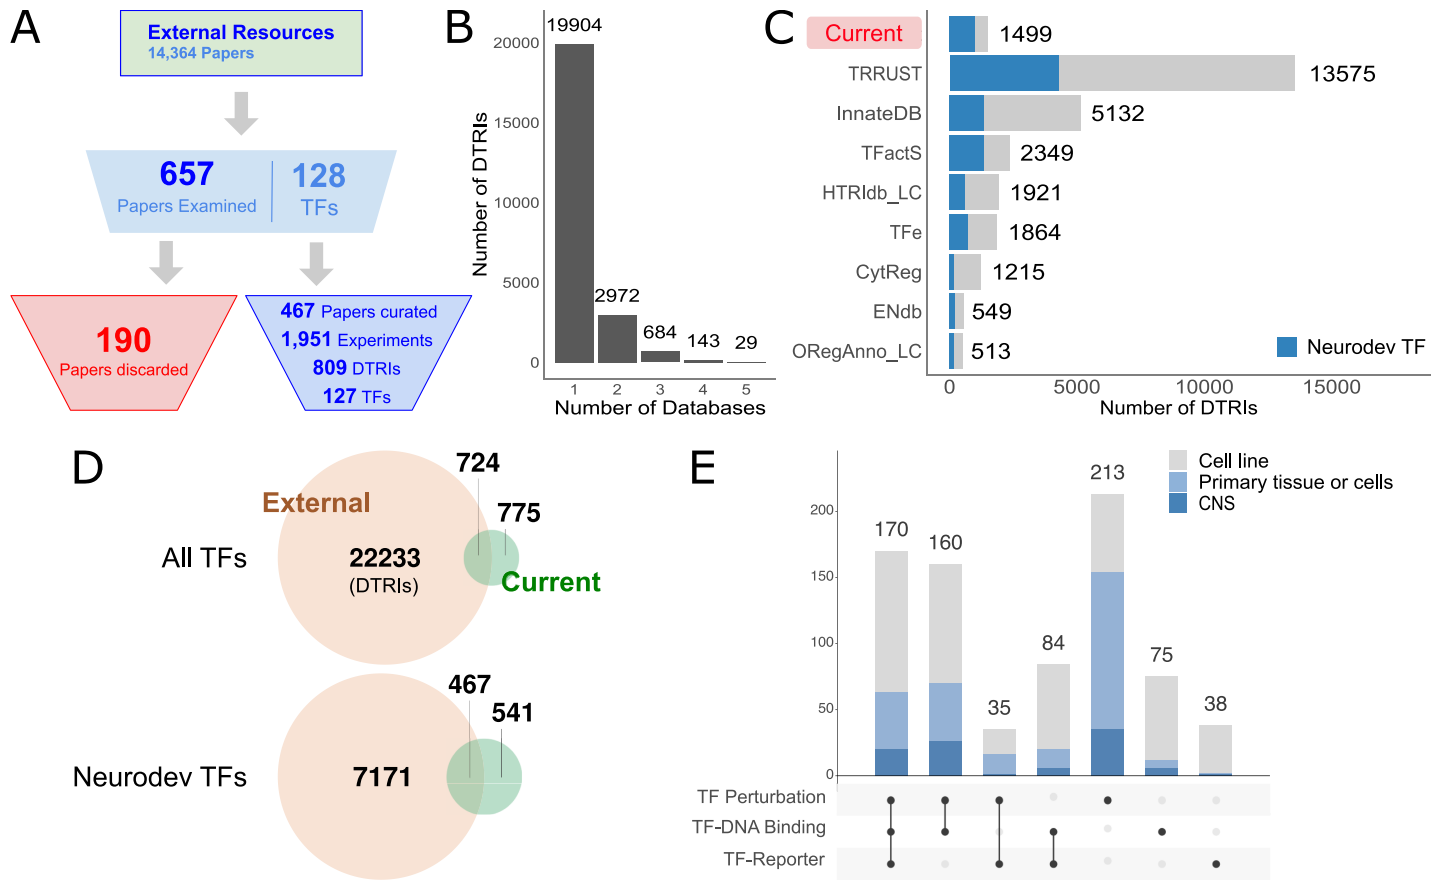 A
External Resources
14,364 Papers
657
Papers Examined
128
TFs
190
Papers discarded
467 Papers curated
1,951 Experiments
809 DTRIs
127 TFs
B
Number of DTRIs
20000
15000
10000
5000
0
19904
2972
684
143
29
1 2 3 4 5
Number of Databases
C
Current 1499
TRRUST 13575
InnateDB 5132
TFactS 2349
HTRIdb_LC 1921
TFe 1864
CytReg 1215
ENdb 549
ORegAnno_LC 513
Neurodev TF
0 5000 10000 15000
Number of DTRIs
D
724
External
775
All TFs
22233
(DTRIs)
Current
467
541
Neurodev TFs
7171
E
Cell line
Primary tissue or cells
CNS
200
150
100
50
0
170
160
35
84
213
75
38
TF Perturbation
TF-DNA Binding
TF-Reporter